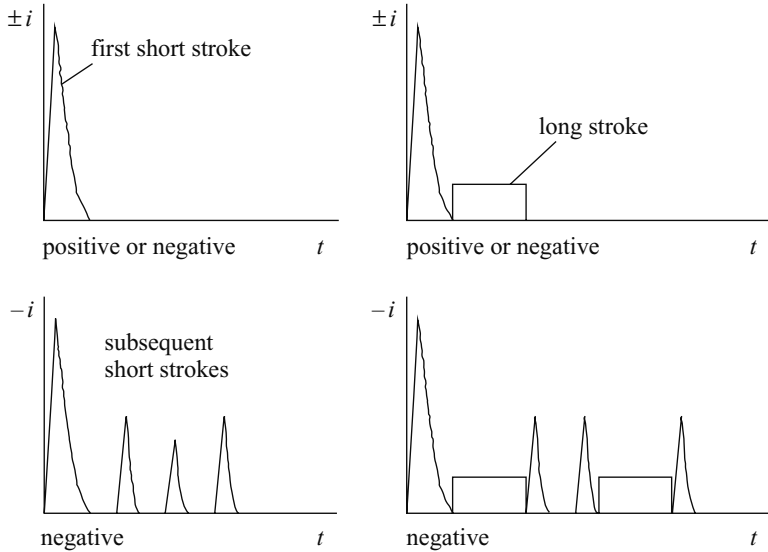 ±i
first short stroke
positive or negative
t
±i
long stroke
positive or negative
t
−i
subsequent
short strokes
negative
t
−i
negative
t